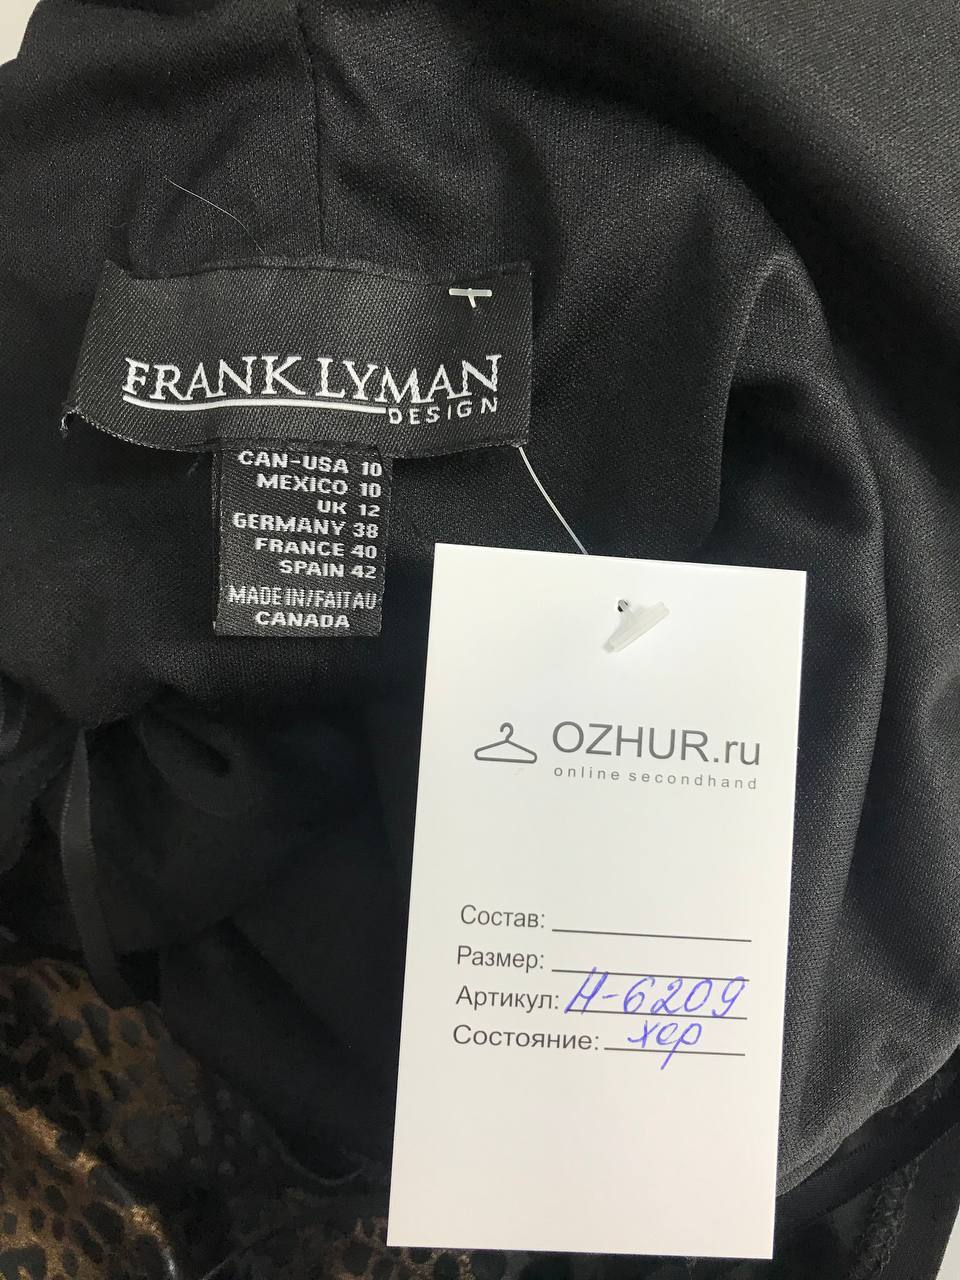 FRANK LYMAN
DESIGN
CAN-USA 10
MEXICO 10
UK 12
GERMANY 38
FRANCE 40
SPAIN 42
MADE IN/FAIT AU
CANADA
OZHUR.ru
online secondhand
Состав:
Размер:
Артикул: Н-6209
Состояние: хор